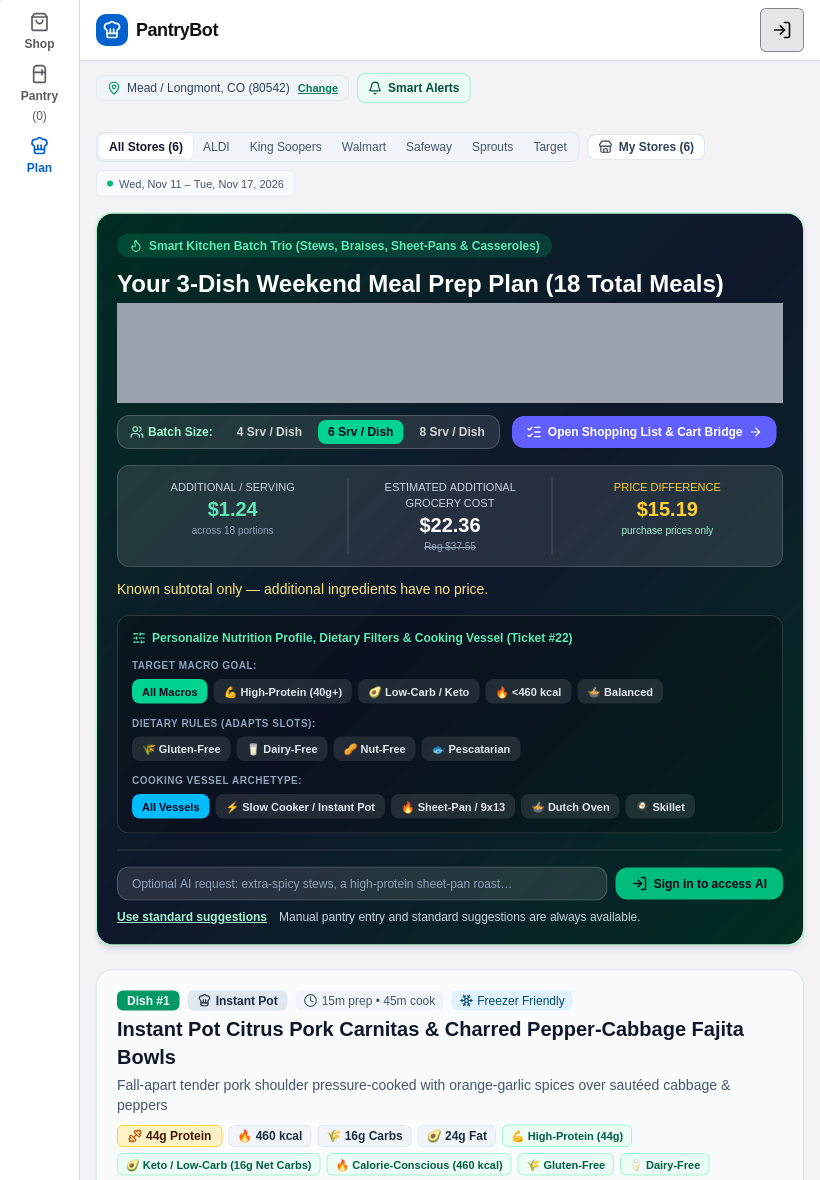 Shop
Pantry
(0)
Plan
PantryBot
Mead / Longmont, CO (80542) Change
Smart Alerts
All Stores (6) ALDI King Soopers Walmart Safeway Sprouts Target
My Stores (6)
Wed, Nov 11 – Tue, Nov 17, 2026
Smart Kitchen Batch Trio (Stews, Braises, Sheet-Pans & Casseroles)
Your 3-Dish Weekend Meal Prep Plan (18 Total Meals)
Batch Size: 4 Srv / Dish 6 Srv / Dish 8 Srv / Dish
Open Shopping List & Cart Bridge
ADDITIONAL / SERVING
$1.24
across 18 portions
ESTIMATED ADDITIONAL
GROCERY COST
$22.36
Reg $37.55
PRICE DIFFERENCE
$15.19
purchase prices only
Known subtotal only — additional ingredients have no price.
Personalize Nutrition Profile, Dietary Filters & Cooking Vessel (Ticket #22)
TARGET MACRO GOAL:
All Macros 💪 High-Protein (40g+) 🥑 Low-Carb / Keto 🔥 <460 kcal 🍲 Balanced
DIETARY RULES (ADAPTS SLOTS):
🌾 Gluten-Free 🥛 Dairy-Free 🥜 Nut-Free 🐟 Pescatarian
COOKING VESSEL ARCHETYPE:
All Vessels ⚡ Slow Cooker / Instant Pot 🔥 Sheet-Pan / 9x13 🍲 Dutch Oven 🍳 Skillet
Optional AI request: extra-spicy stews, a high-protein sheet-pan roast…
Sign in to access AI
Use standard suggestions Manual pantry entry and standard suggestions are always available.
Dish #1 Instant Pot 15m prep • 45m cook Freezer Friendly
Instant Pot Citrus Pork Carnitas & Charred Pepper-Cabbage Fajita
Bowls
Fall-apart tender pork shoulder pressure-cooked with orange-garlic spices over sautéed cabbage &
peppers
44g Protein 🔥 460 kcal 🌾 16g Carbs 🥑 24g Fat 💪 High-Protein (44g)
🥑 Keto / Low-Carb (16g Net Carbs) 🔥 Calorie-Conscious (460 kcal) 🌾 Gluten-Free 🥛 Dairy-Free